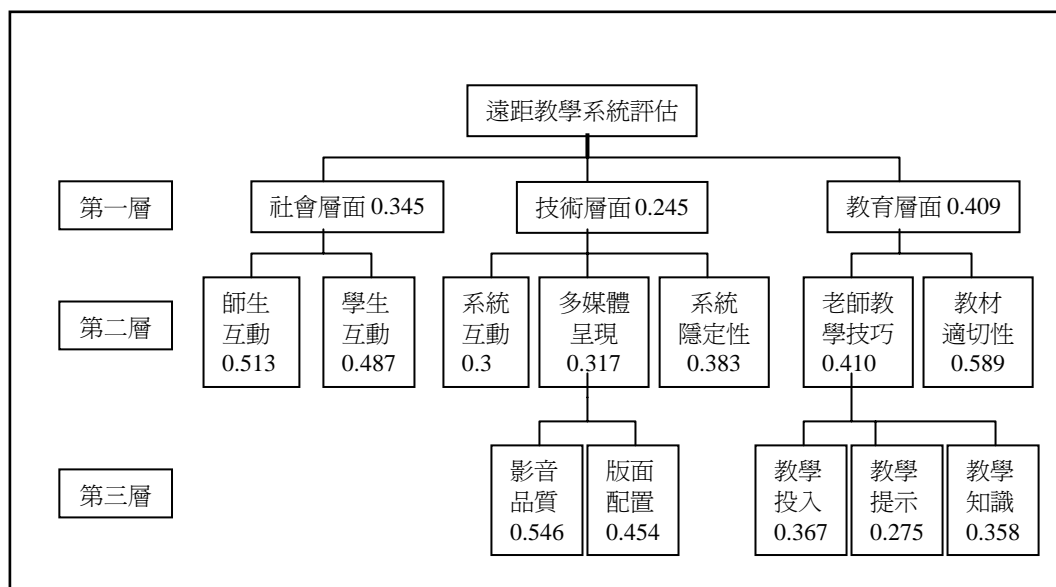 遠距教學系統評估
第一層
社會層面 0.345
技術層面 0.245
教育層面 0.409
第二層
師生
互動
0.513
學生
互動
0.487
系統
互動
0.3
多媒體
呈現
0.317
系統
隱定性
0.383
老師教
學技巧
0.410
教材
適切性
0.589
第三層
影音
品質
0.546
版面
配置
0.454
教學
投入
0.367
教學
提示
0.275
教學
知識
0.358